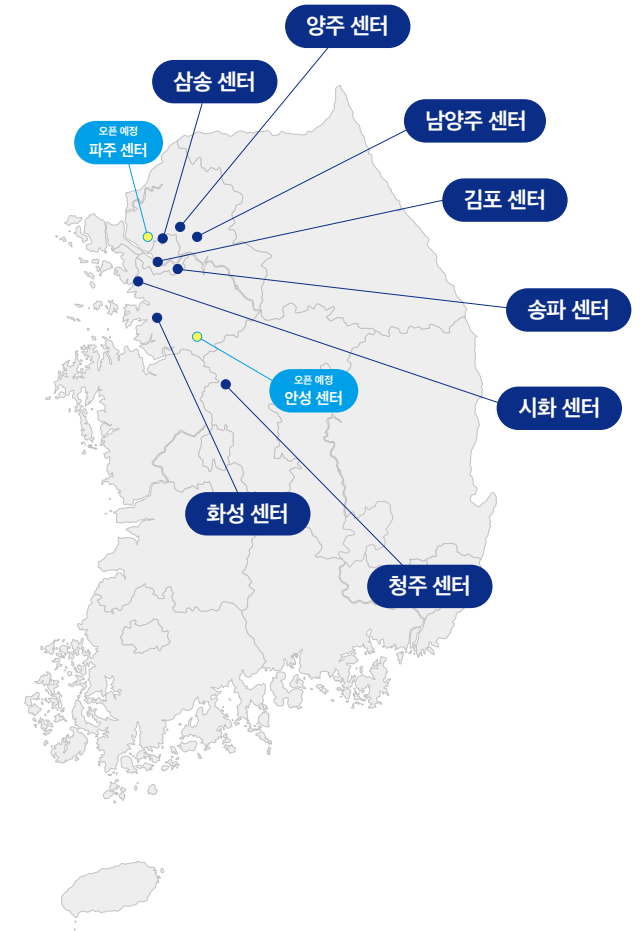 양주 센터
삼송 센터
남양주 센터
오픈 예정
파주 센터
김포 센터
송파 센터
오픈 예정
안성 센터
시화 센터
화성 센터
청주 센터